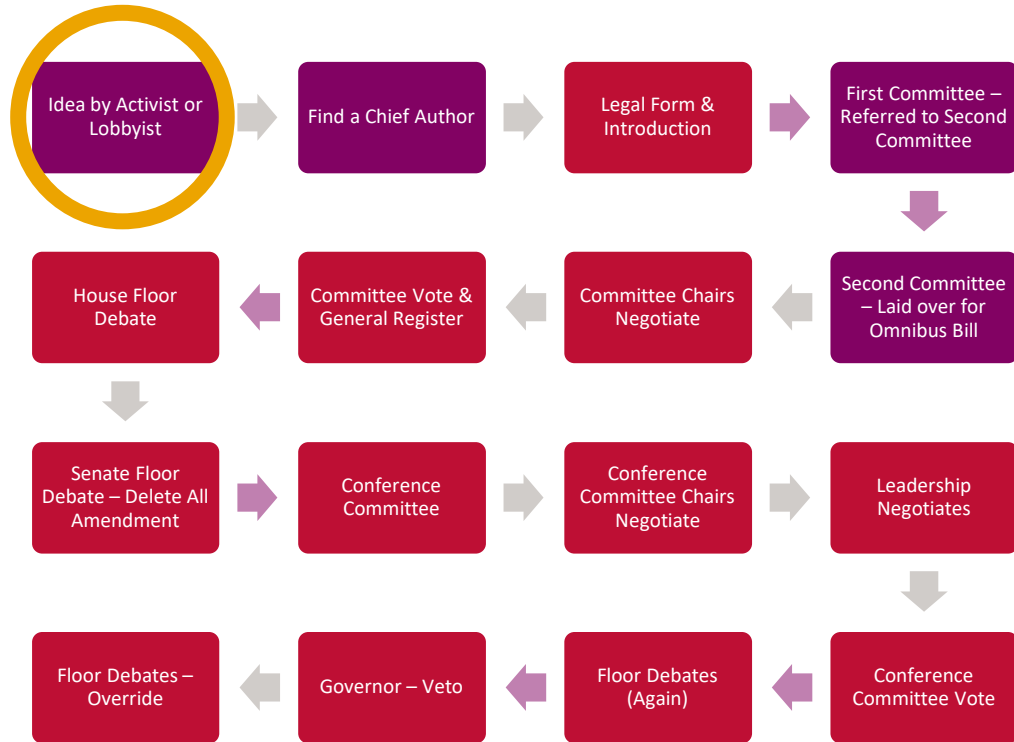 Idea by Activist or
Lobbyist
Find a Chief Author
Legal Form &
Introduction
First Committee –
Referred to Second
Committee
Second Committee
– Laid over for
Omnibus Bill
Committee Chairs
Negotiate
Committee Vote &
General Register
House Floor
Debate
Senate Floor
Debate – Delete All
Amendment
Conference
Committee
Conference
Committee Chairs
Negotiate
Leadership
Negotiates
Conference
Committee Vote
Floor Debates
(Again)
Governor – Veto
Floor Debates –
Override